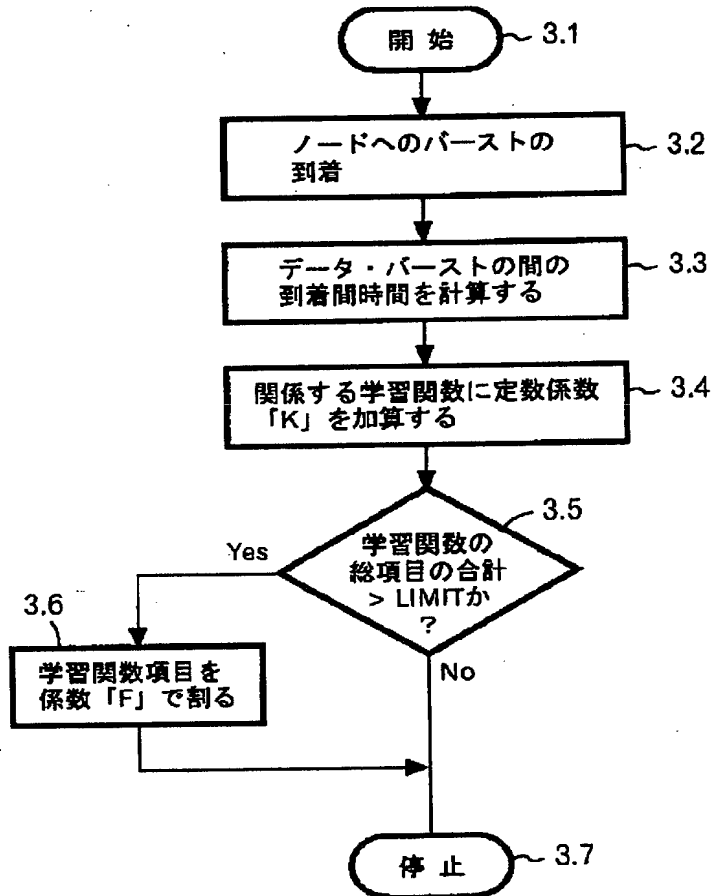 開始
3.1
ノードへのバーストの
到着
3.2
データ・バーストの間の
到着間時間を計算する
3.3
関係する学習関数に定数係数
「K」を加算する
3.4
3.5
学習関数の
総項目の合計
> LIMITか
?
Yes
3.6
学習関数項目を
係数「F」で割る
No
停止
3.7